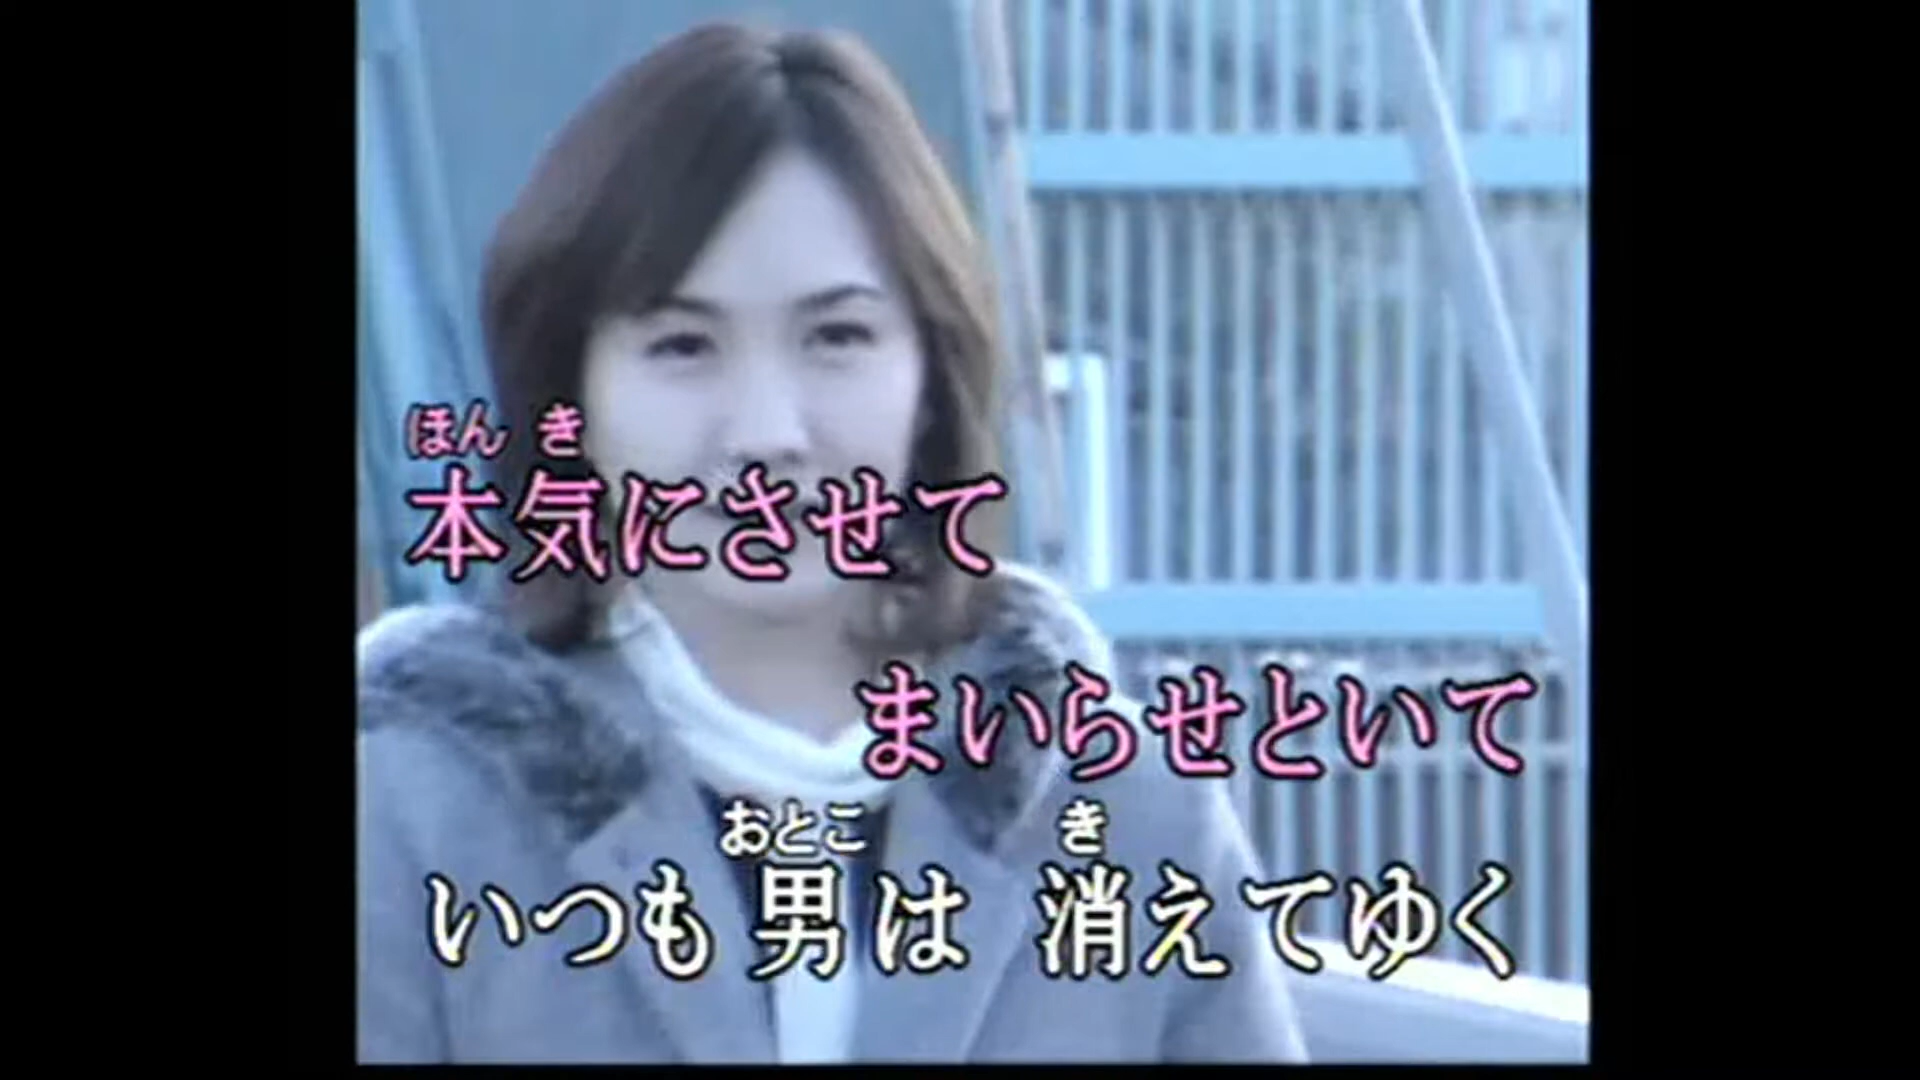 ほんき
本気にさせて
まいらせといて
おとこ き
いつも男は 消えてゆく